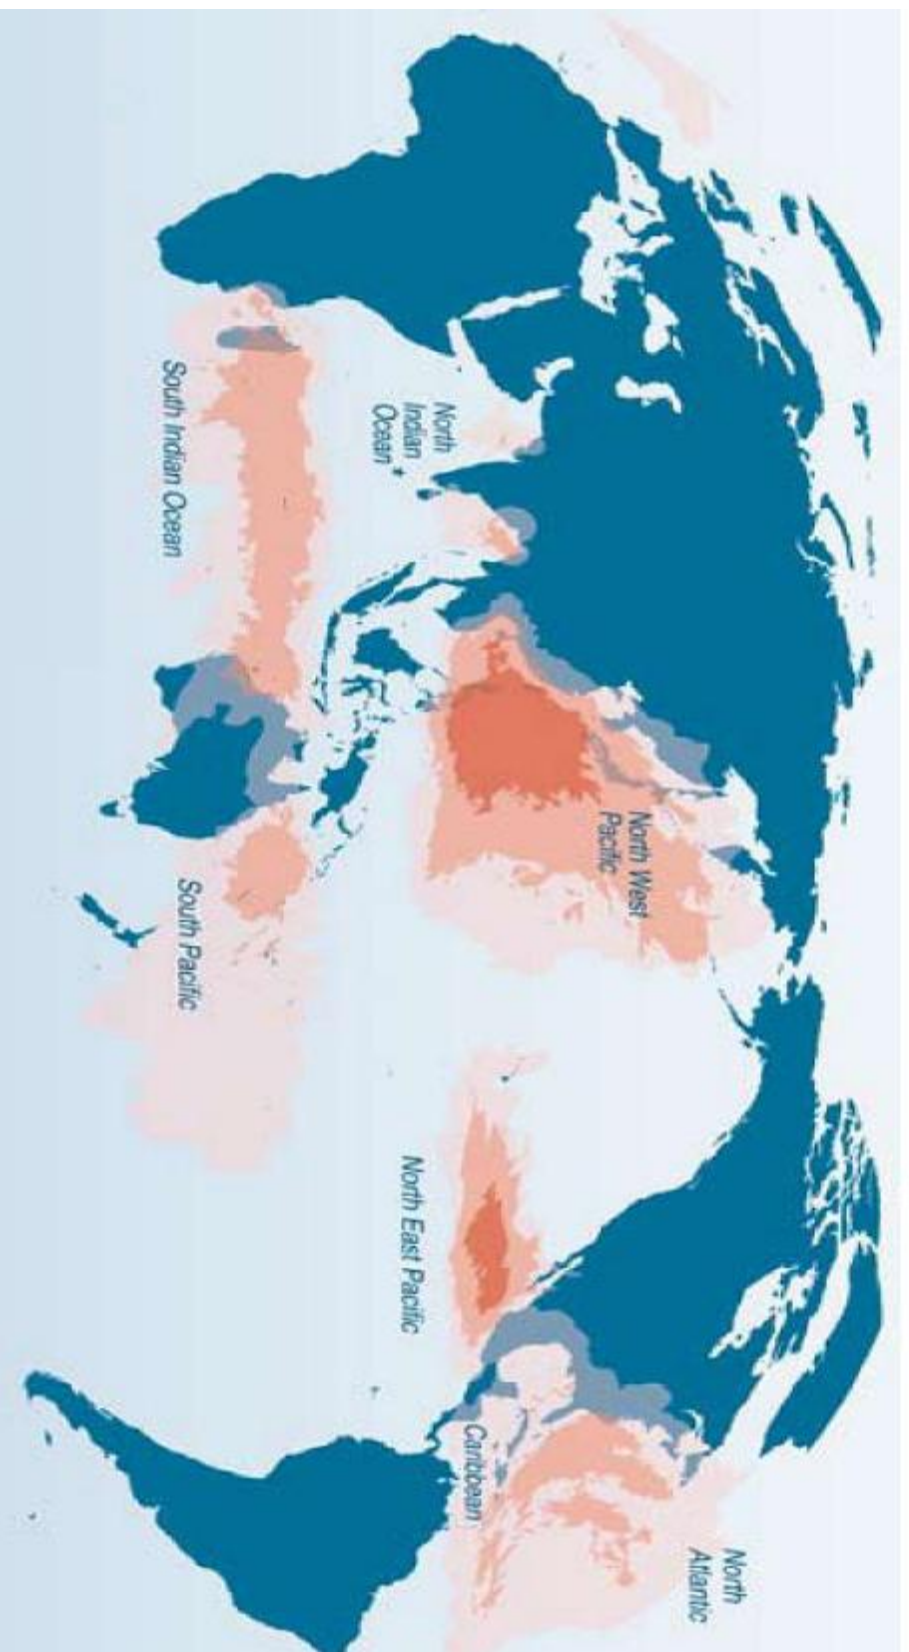 South Indian Ocean
North
Indian
Ocean*
North West
Pacific
South Pacific
North East Pacific
Caribbean
North
Atlantic